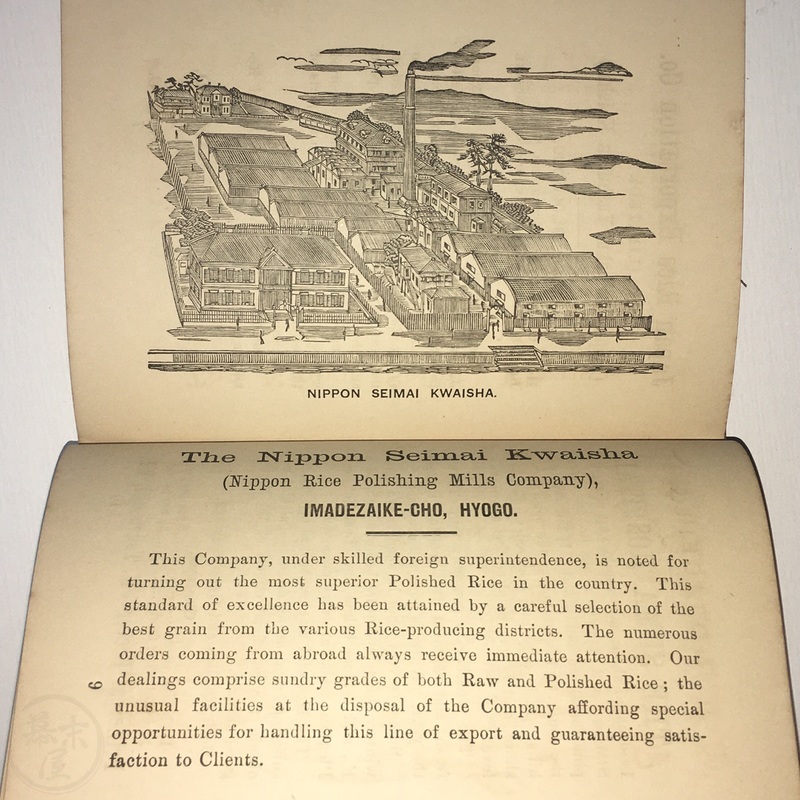 NIPPON SEIMAI KWAISHA.
The Nippon Seimai Kwaisha
(Nippon Rice Polishing Mills Company),
IMADEZAIKE-CHO, HYOGO.
This Company, under skilled foreign superintendence, is noted for
turning out the most superior Polished Rice in the country. This
standard of excellence has been attained by a careful selection of the
best grain from the various Rice-producing districts. The numerous
orders coming from abroad always receive immediate attention. Our
dealings comprise sundry grades of both Raw and Polished Rice; the
unusual facilities at the disposal of the Company affording special
opportunities for handling this line of export and guaranteeing satis-
faction to Clients.
9
幕末屋